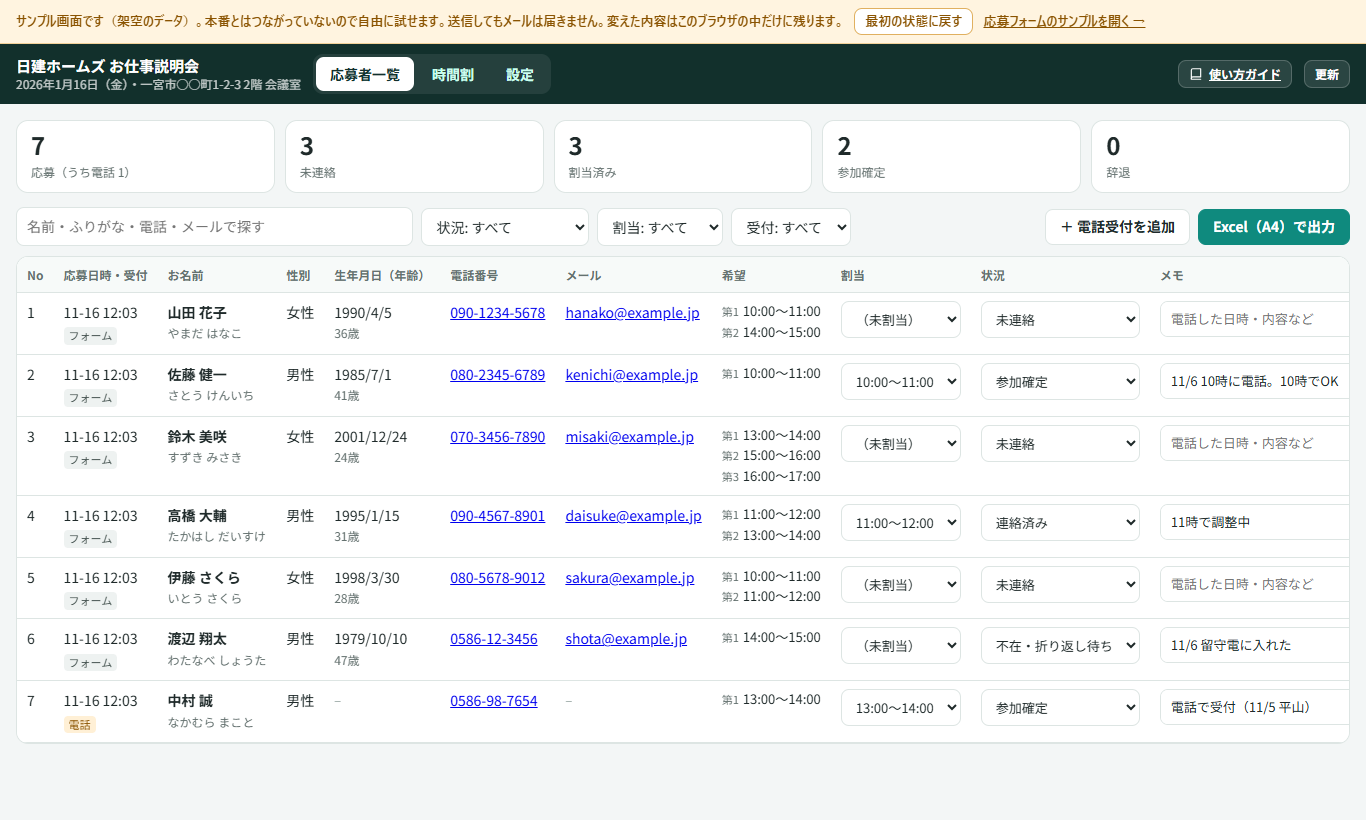 サンプル画面です（架空のデータ）。本番とはつながっていないので自由に試せます。送信してもメールは届きません。変えた内容はこのブラウザの中だけに残ります。 最初の状態に戻す 応募フォームのサンプルを開く →
日建ホームズ お仕事説明会
2026年1月16日（金）・一宮市〇〇町1-2-3 2階 会議室
応募者一覧 時間割 設定 使い方ガイド 更新
7 3 3 2 0
応募（うち電話 1） 未連絡 割当済み 参加確定 辞退
名前・ふりがな・電話・メールで探す 状況: すべて 割当: すべて 受付: すべて ＋ 電話受付を追加 Excel（A4）で出力
No 応募日時・受付 お名前 性別 生年月日（年齢） 電話番号 メール 希望 割当 状況 メモ
1 11-16 12:03 山田 花子 女性 1990/4/5 090-1234-5678 hanako@example.jp 第1 10:00〜11:00 （未割当） 未連絡 電話した日時・内容など
フォーム やまだ はなこ 36歳 第2 14:00〜15:00
2 11-16 12:03 佐藤 健一 男性 1985/7/1 080-2345-6789 kenichi@example.jp 第1 10:00〜11:00 10:00〜11:00 参加確定 11/6 10時に電話。10時でOK
フォーム さとう けんいち 41歳
3 11-16 12:03 鈴木 美咲 女性 2001/12/24 070-3456-7890 misaki@example.jp 第1 13:00〜14:00 （未割当） 未連絡 電話した日時・内容など
フォーム すずき みさき 24歳 第2 15:00〜16:00
第3 16:00〜17:00
4 11-16 12:03 高橋 大輔 男性 1995/1/15 090-4567-8901 daisuke@example.jp 第1 11:00〜12:00 11:00〜12:00 連絡済み 11時で調整中
フォーム たかはし だいすけ 31歳 第2 13:00〜14:00
5 11-16 12:03 伊藤 さくら 女性 1998/3/30 080-5678-9012 sakura@example.jp 第1 10:00〜11:00 （未割当） 未連絡 電話した日時・内容など
フォーム いとう さくら 28歳 第2 11:00〜12:00
6 11-16 12:03 渡辺 翔太 男性 1979/10/10 0586-12-3456 shota@example.jp 第1 14:00〜15:00 （未割当） 不在・折り返し待ち 11/6 留守電に入れた
フォーム わたなべ しょうた 47歳
7 11-16 12:03 中村 誠 男性 – 0586-98-7654 – 第1 13:00〜14:00 13:00〜14:00 参加確定 電話で受付（11/5 平山）
電話 なかむら まこと